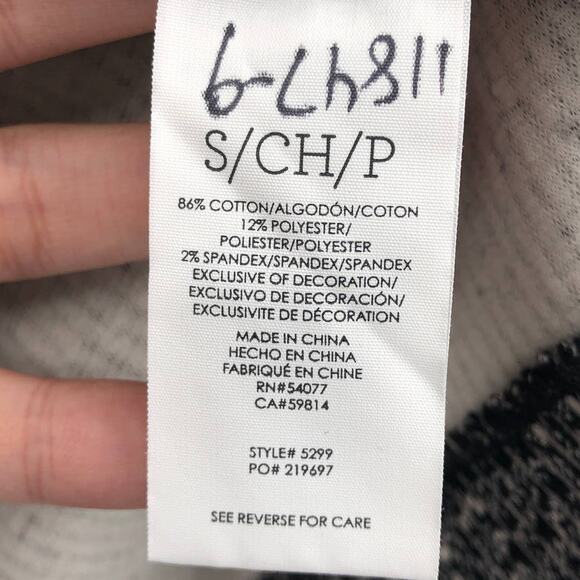 S/CH/P
86% COTTON/ALGODÓN/COTON
12% POLYESTER/
POLIESTER/POLYESTER
2% SPANDEX/SPANDEX/SPANDEX
EXCLUSIVE OF DECORATION/
EXCLUSIVO DE DECORACIÓN/
EXCLUSIVITE DE DÉCORATION
MADE IN CHINA
HECHO EN CHINA
FABRIQUÉ EN CHINE
RN#54077
CA#59814
STYLE# 5299
PO# 219697
SEE REVERSE FOR CARE